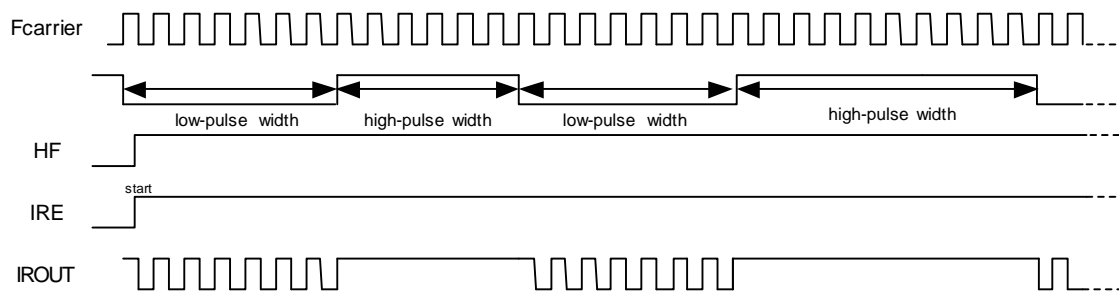 Fcarrier
low-pulse width
high-pulse width
low-pulse width
high-pulse width
HF
start
IRE
IROUT